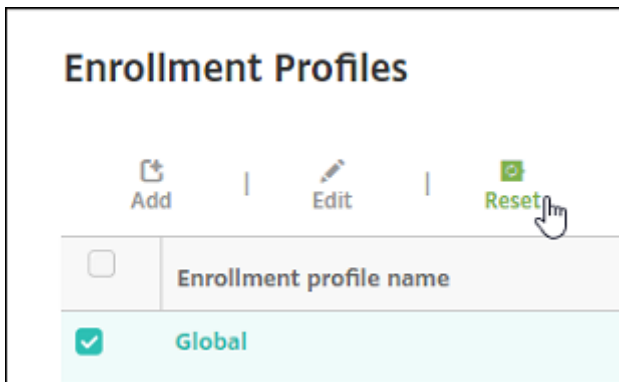 Enrollment Profiles
Add | Edit | Reset
Enrollment profile name
Global